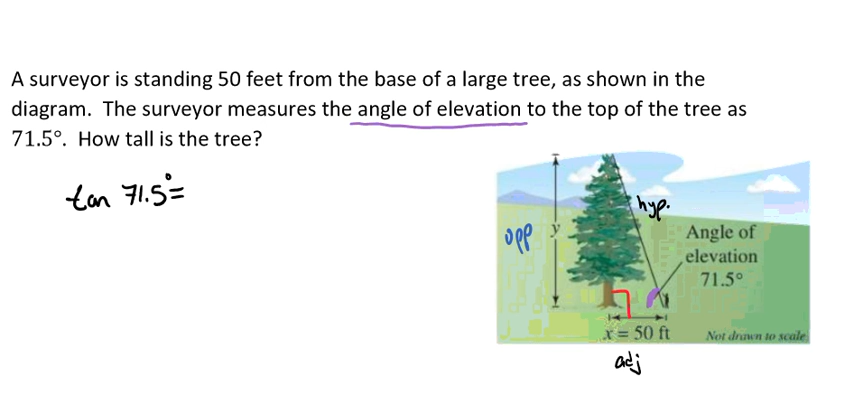 A surveyor is standing 50 feet from the base of a large tree, as shown in the
diagram. The surveyor measures the angle of elevation to the top of the tree as
71.5°. How tall is the tree?
tan 71.5° =
hyp.
opp
y
Angle of
elevation
71.5°
x = 50 ft
Not drawn to scale
adj